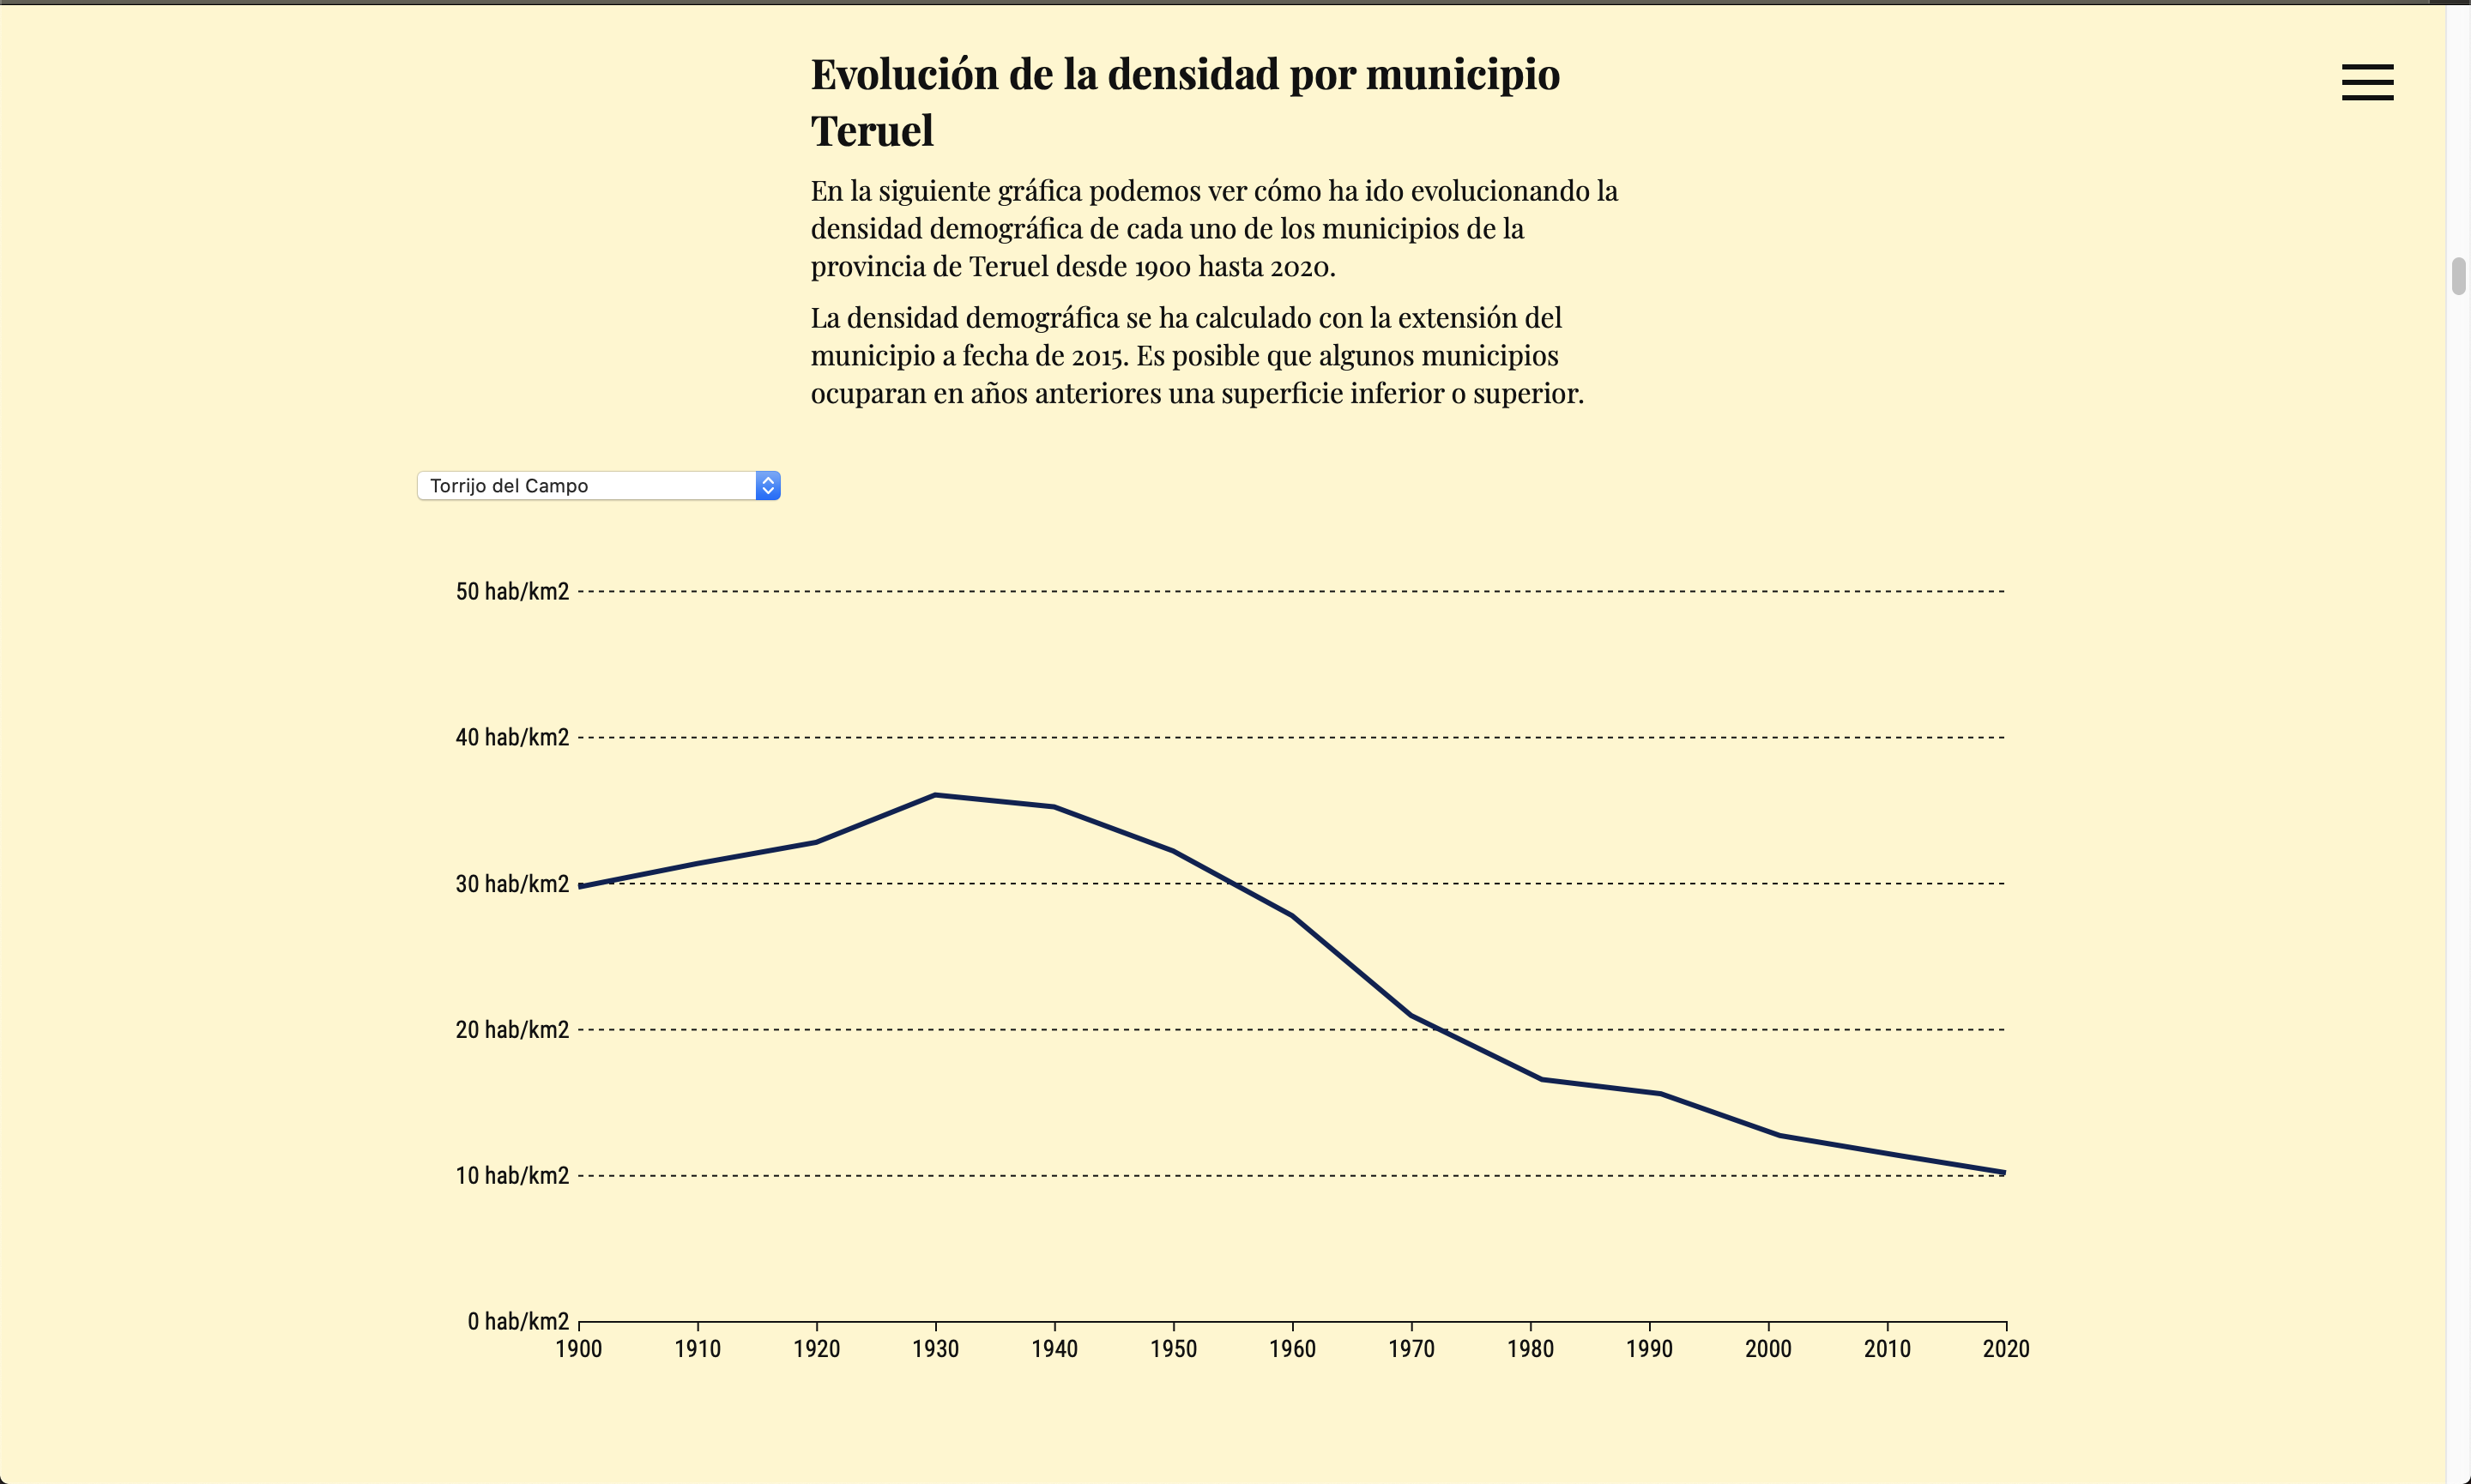 Evolución de la densidad por municipio
Teruel
En la siguiente gráfica podemos ver cómo ha ido evolucionando la
densidad demográfica de cada uno de los municipios de la
provincia de Teruel desde 1900 hasta 2020.
La densidad demográfica se ha calculado con la extensión del
municipio a fecha de 2015. Es posible que algunos municipios
ocuparan en años anteriores una superficie inferior o superior.
Torrijo del Campo
50 hab/km2
40 hab/km2
30 hab/km2
20 hab/km2
10 hab/km2
0 hab/km2
1900 1910 1920 1930 1940 1950 1960 1970 1980 1990 2000 2010 2020